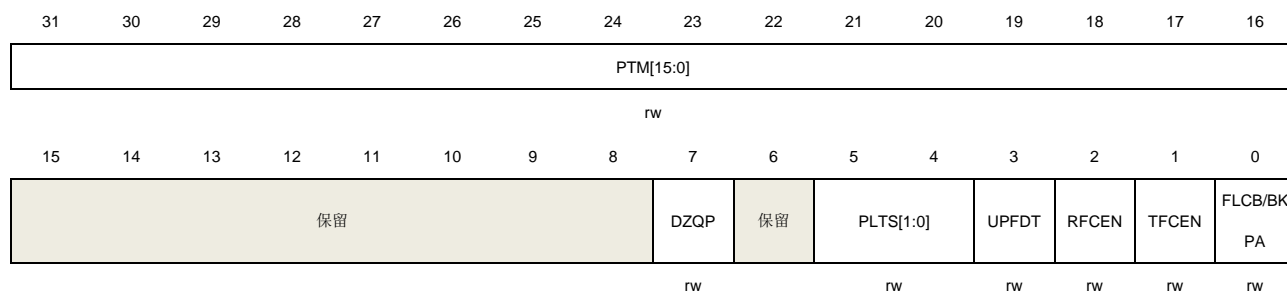 31 30 29 28 27 26 25 24 23 22 21 20 19 18 17 16
PTM[15:0]
rw
15 14 13 12 11 10 9 8 7 6 5 4 3 2 1 0
保留 DZQP 保留 PLTS[1:0] UPFDT RFCEN TFCEN FLCB/BK
PA
rw rw rw rw rw rw